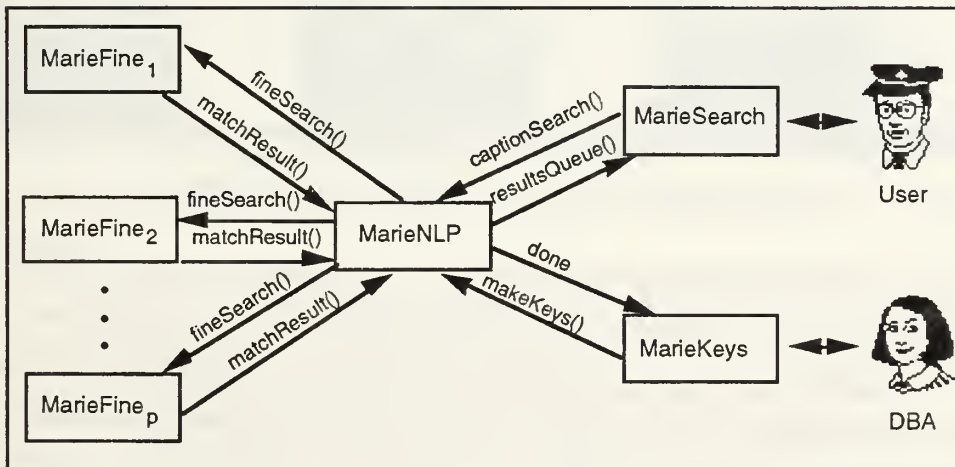 MarieFine1
fineSearch()
matchResult()
captionSearch()
resultsQueue()
MarieSearch
User
MarieFine2
fineSearch()
matchResult()
MarieNLP
done
makeKeys()
fineSearch()
matchResult()
MarieKeys
DBA
MarieFinep